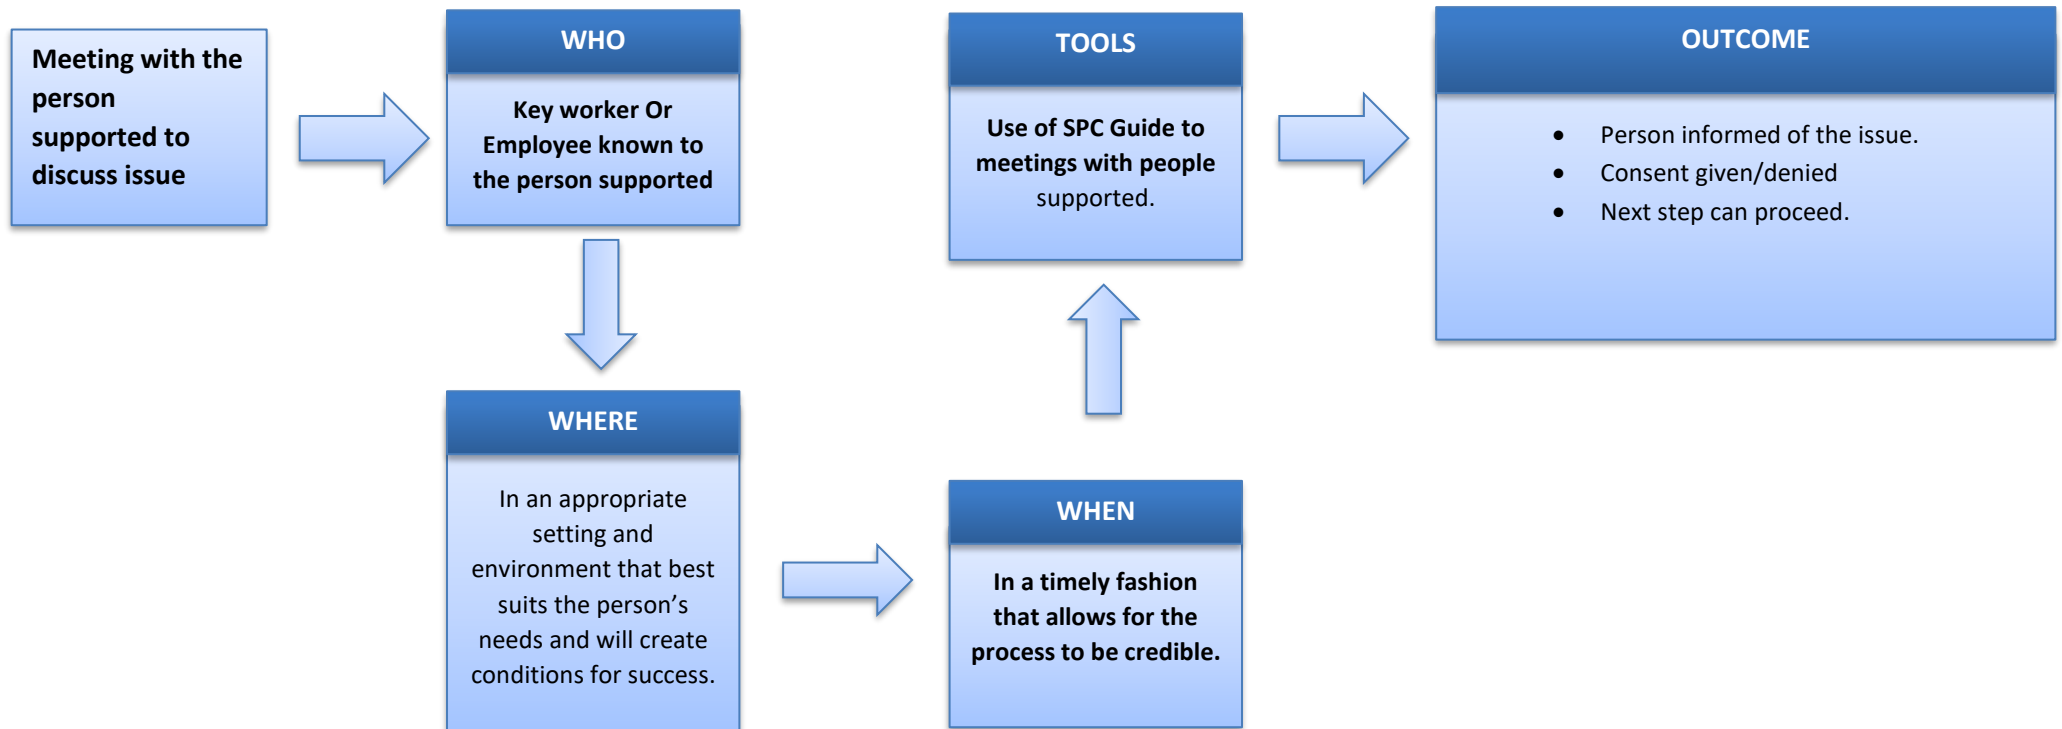 Meeting with the
person
supported to
discuss issue
WHO
Key worker Or
Employee known to
the person supported
WHERE
In an appropriate
setting and
environment that best
suits the person’s
needs and will create
conditions for success.
WHEN
In a timely fashion
that allows for the
process to be credible.
TOOLS
Use of SPC Guide to
meetings with people
supported.
OUTCOME
• Person informed of the issue.
• Consent given/denied
• Next step can proceed.